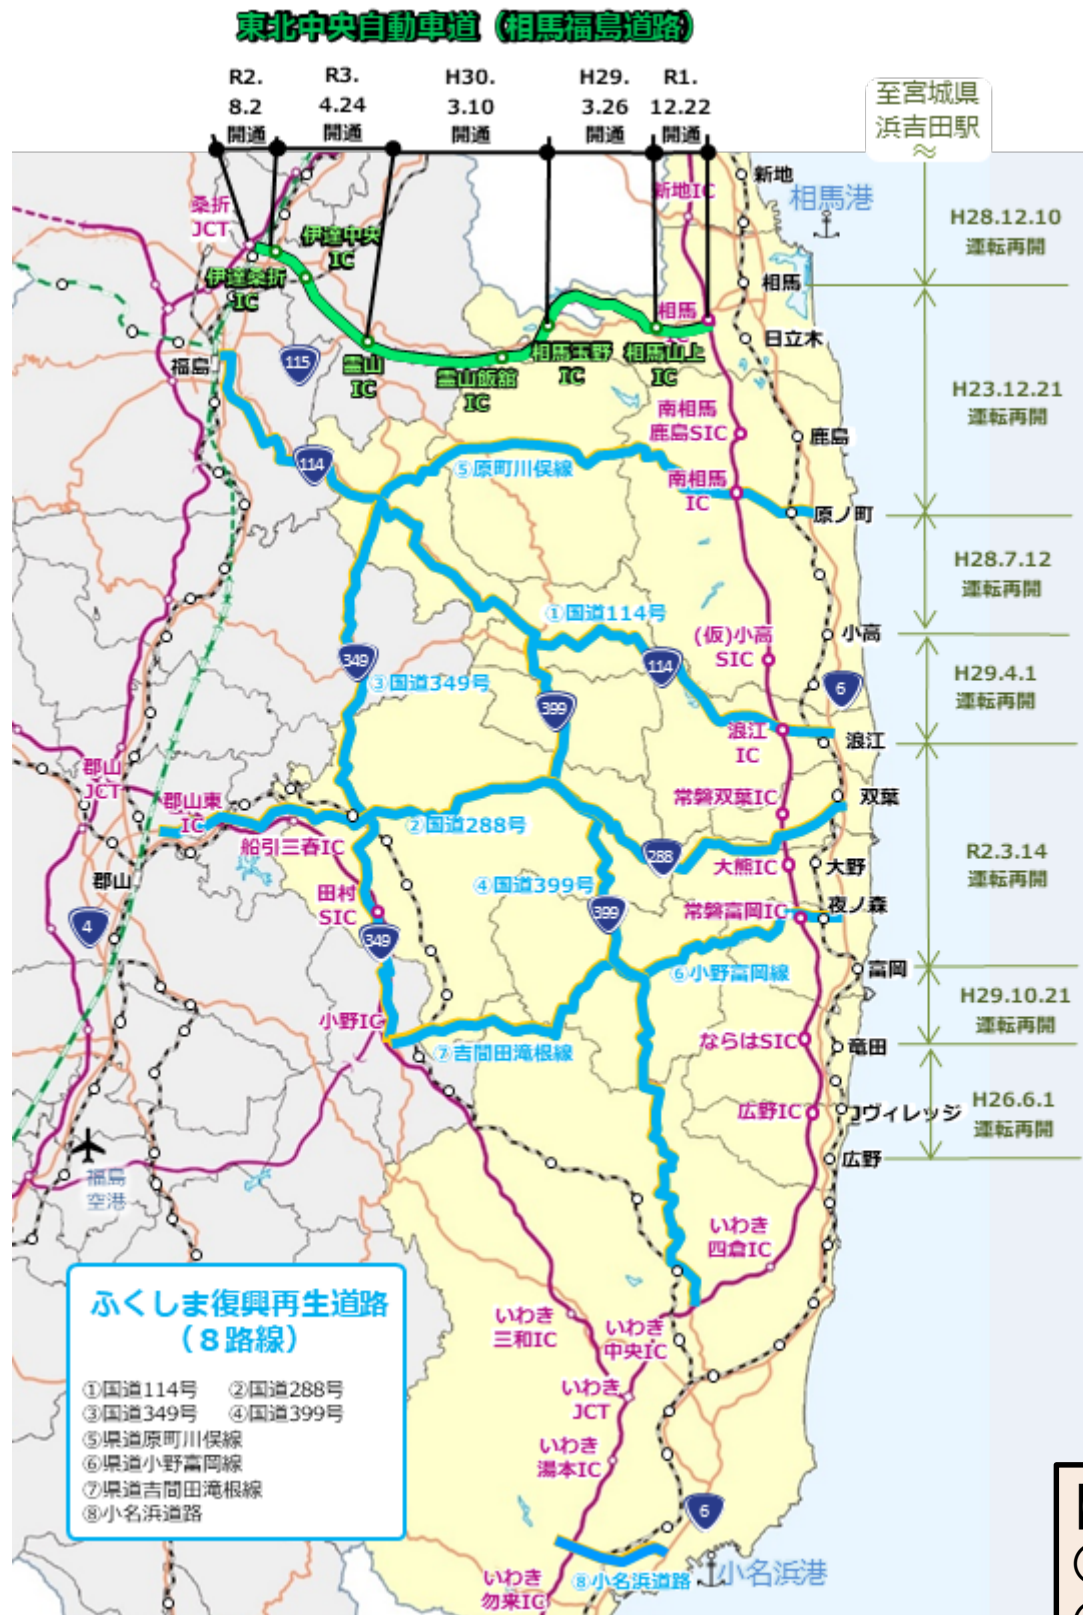 東北中央自動車道（相馬福島道路）
R2.
8.2
開通
R3.
4.24
開通
H30.
3.10
開通
H29.
3.26
開通
R1.
12.22
開通
至宮城県
浜吉田駅
≈
新地
新地IC
相馬港
桑折
JCT
伊達中央
IC
伊達桑折
IC
H28.12.10
運転再開
相馬
相馬
日立木
福島
115
霊山
IC
霊山飯舘
IC
相馬玉野
IC
相馬山上
IC
H23.12.21
運転再開
南相馬
鹿島SIC
鹿島
114
⑤原町川俣線
南相馬
IC
原ノ町
H28.7.12
運転再開
①国道114号
(仮)小高
SIC
小高
349
114
6
③国道349号
399
H29.4.1
運転再開
浪江
IC
浪江
郡山
JCT
郡山東
IC
常磐双葉IC
双葉
②国道288号
船引三春IC
288
大熊IC
大野
R2.3.14
運転再開
郡山
田村
SIC
④国道399号
399
常磐富岡IC
夜ノ森
4
349
⑥小野富岡線
富岡
小野IC
H29.10.21
運転再開
⑦吉間田滝根線
ならはSIC
竜田
広野IC
Jヴィレッジ
H26.6.1
運転再開
広野
福島
空港
いわき
四倉IC
いわき
三和IC
いわき
中央IC
いわき
JCT
いわき
湯本IC
6
⑧小名浜道路
小名浜港
いわき
勿来IC
ふくしま復興再生道路
（８路線）
①国道114号 ②国道288号
③国道349号 ④国道399号
⑤県道原町川俣線
⑥県道小野富岡線
⑦県道吉間田滝根線
⑧小名浜道路